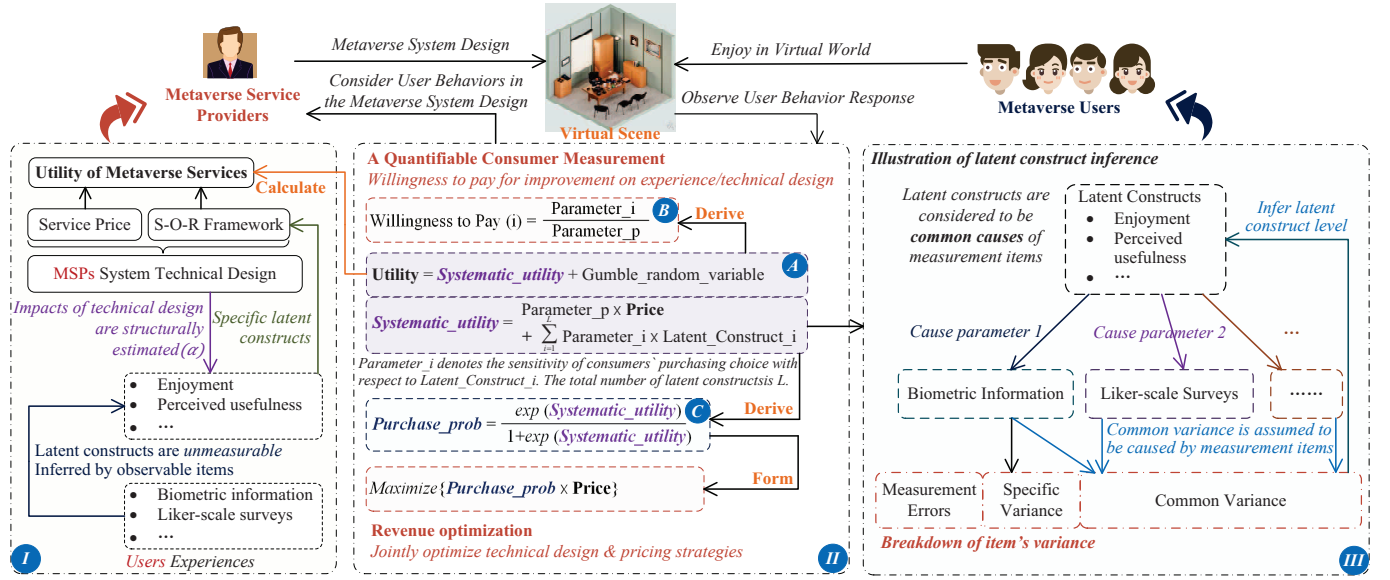 Metaverse System Design
Enjoy in Virtual World
Consider User Behaviors in
the Metaverse System Design
Observe User Behavior Response
Metaverse Service
Providers
Virtual Scene
Metaverse Users
Utility of Metaverse Services
Calculate
Service Price
S-O-R Framework
MSPs System Technical Design
Impacts of technical design
are structurally
estimated(α)
Specific latent
constructs
• Enjoyment
• Perceived usefulness
• ...
Latent constructs are unmeasurable
Inferred by observable items
• Biometric information
• Liker-scale surveys
• ...
Users Experiences
I
A Quantifiable Consumer Measurement
Willingness to pay for improvement on experience/technical design
Willingness to Pay (i) = Parameter_i / Parameter_p
B
Derive
A
Utility = Systematic_utility + Gumble_random_variable
Systematic_utility = Parameter_p x Price
+ ∑_{i=1}^{L} Parameter_i x Latent_Construct_i
Parameter_i denotes the sensitivity of consumers` purchasing choice with
respect to Latent_Construct_i. The total number of latent constructsis L.
Purchase_prob = exp (Systematic_utility) / 1+exp (Systematic_utility)
C
Derive
Maximize{Purchase_prob x Price}
Form
Revenue optimization
Jointly optimize technical design & pricing strategies
II
Illustration of latent construct inference
Latent constructs are
considered to be
common causes of
measurement items
Latent Constructs
• Enjoyment
• Perceived
usefulness
• ...
Infer latent
construct level
Cause parameter 1
Cause parameter 2
...
Biometric Information
Liker-scale Surveys
......
Common variance is assumed to
be caused by measurement items
Measurement
Errors
Specific
Variance
Common Variance
Breakdown of item's variance
III